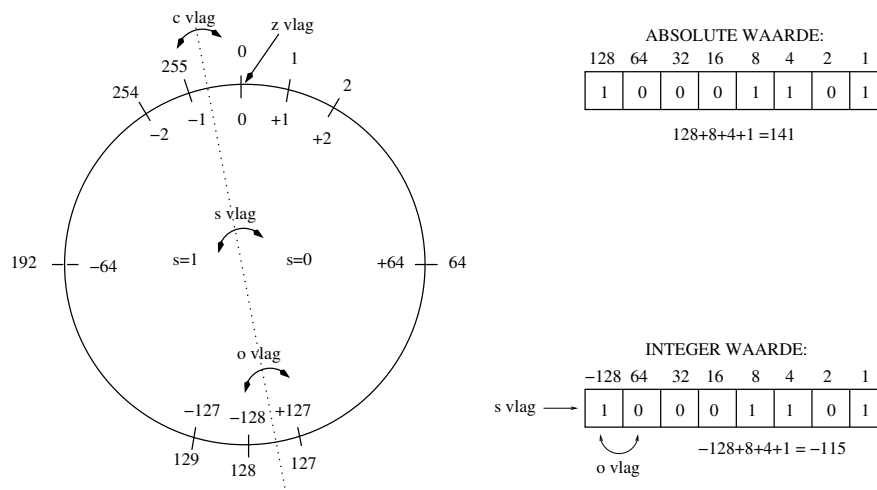 c vlag
z vlag
0
255
1
254
2
−2
−1
0
+1
+2
s vlag
192
−64
s=1
s=0
+64
64
o vlag
−127
−128
+127
129
128
127
ABSOLUTE WAARDE:
128 64 32 16 8 4 2 1
1 0 0 0 1 1 0 1
128+8+4+1 =141
INTEGER WAARDE:
−128 64 32 16 8 4 2 1
s vlag
1 0 0 0 1 1 0 1
o vlag
−128+8+4+1 = −115